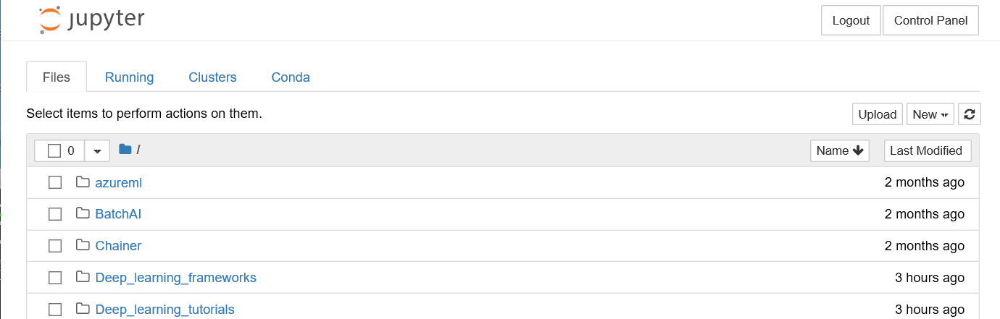 jupyter
Logout Control Panel
Files Running Clusters Conda
Select items to perform actions on them.
Upload New
0 / Name Last Modified
azureml 2 months ago
BatchAI 2 months ago
Chainer 2 months ago
Deep_learning_frameworks 3 hours ago
Deep_learning_tutorials 3 hours ago